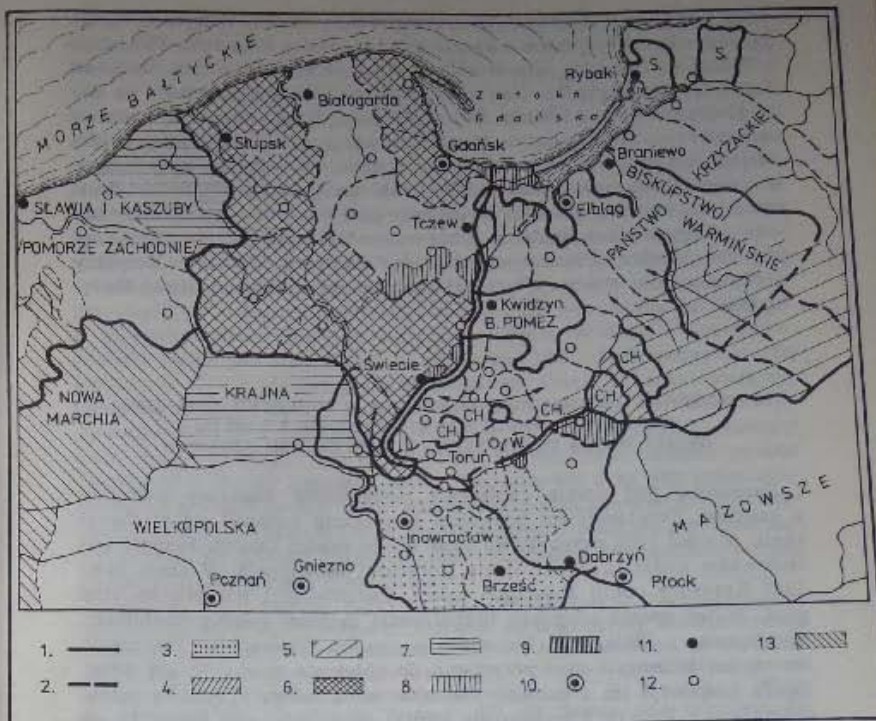 MORZE BAŁTYCKIE
Rybak
S.
S.
Białogarda
Zatoka
Gdańska
Słupsk
Gdańsk
Braniewo
KRZYŻACKIE
BISKUPSTWO
SŁAWIA I KASZUBY
Tczew
Elbląg
PAŃSTWO
WARMIŃSKIE
POMORZE ZACHODNIE
Kwidzyn
B. POMEZ
CH.
Świecie
NOWA
MARCHIA
KRAJNA
CH.
CH.
CH.
CH.
Toruń
W.
MAZOWSZE
WIELKOPOLSKA
Inowrocław
Gniezno
Dobrzyń
Poznań
Brześć
Płock
1. 3. 5. 7. 9. 11. 13.
2. 4. 6. 8. 10. 12.